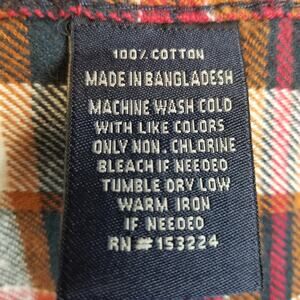 100% COTTON
MADE IN BANGLADESH
MACHINE WASH COLD
WITH LIKE COLORS
ONLY NON. CHLORINE
BLEACH IF NEEDED
TUMBLE DRY LOW
WARM IRON
IF NEEDED
RN#153224